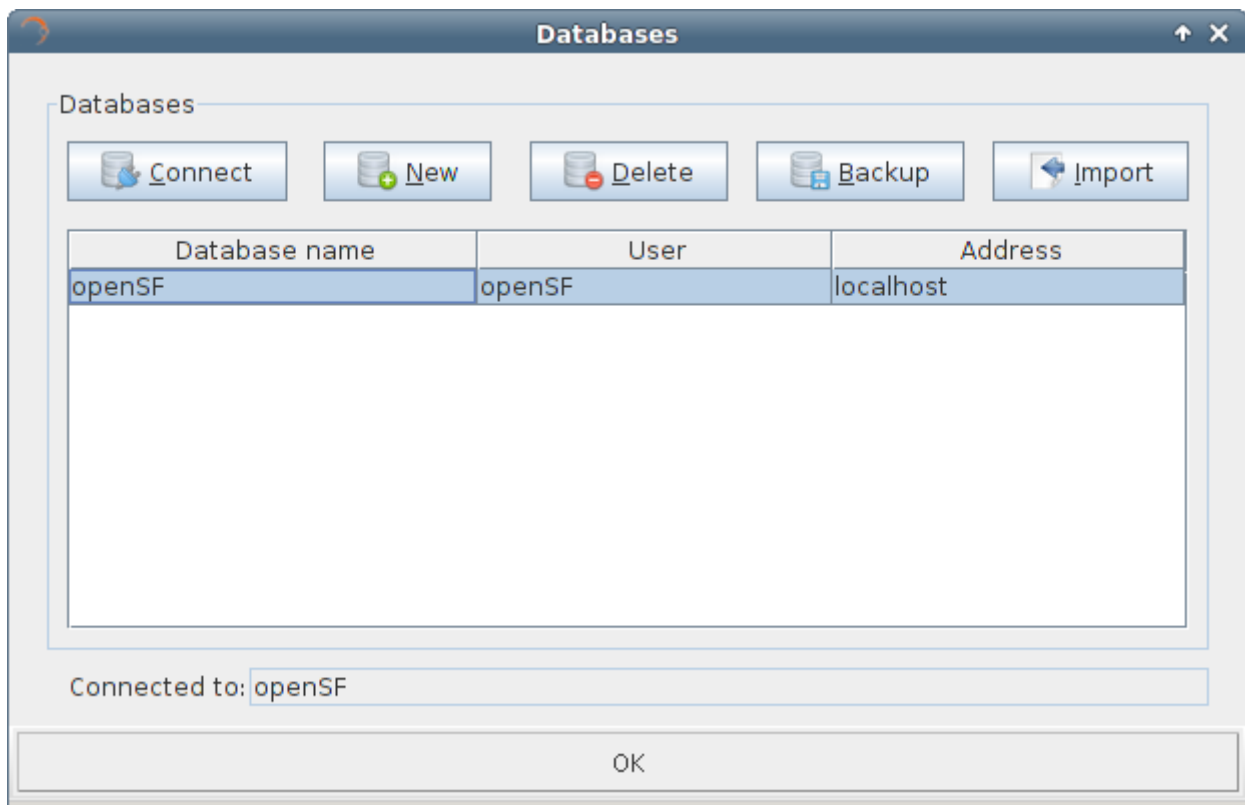 Databases
Databases
Connect New Delete Backup Import
Database name User Address
openSF openSF localhost
Connected to: openSF
OK